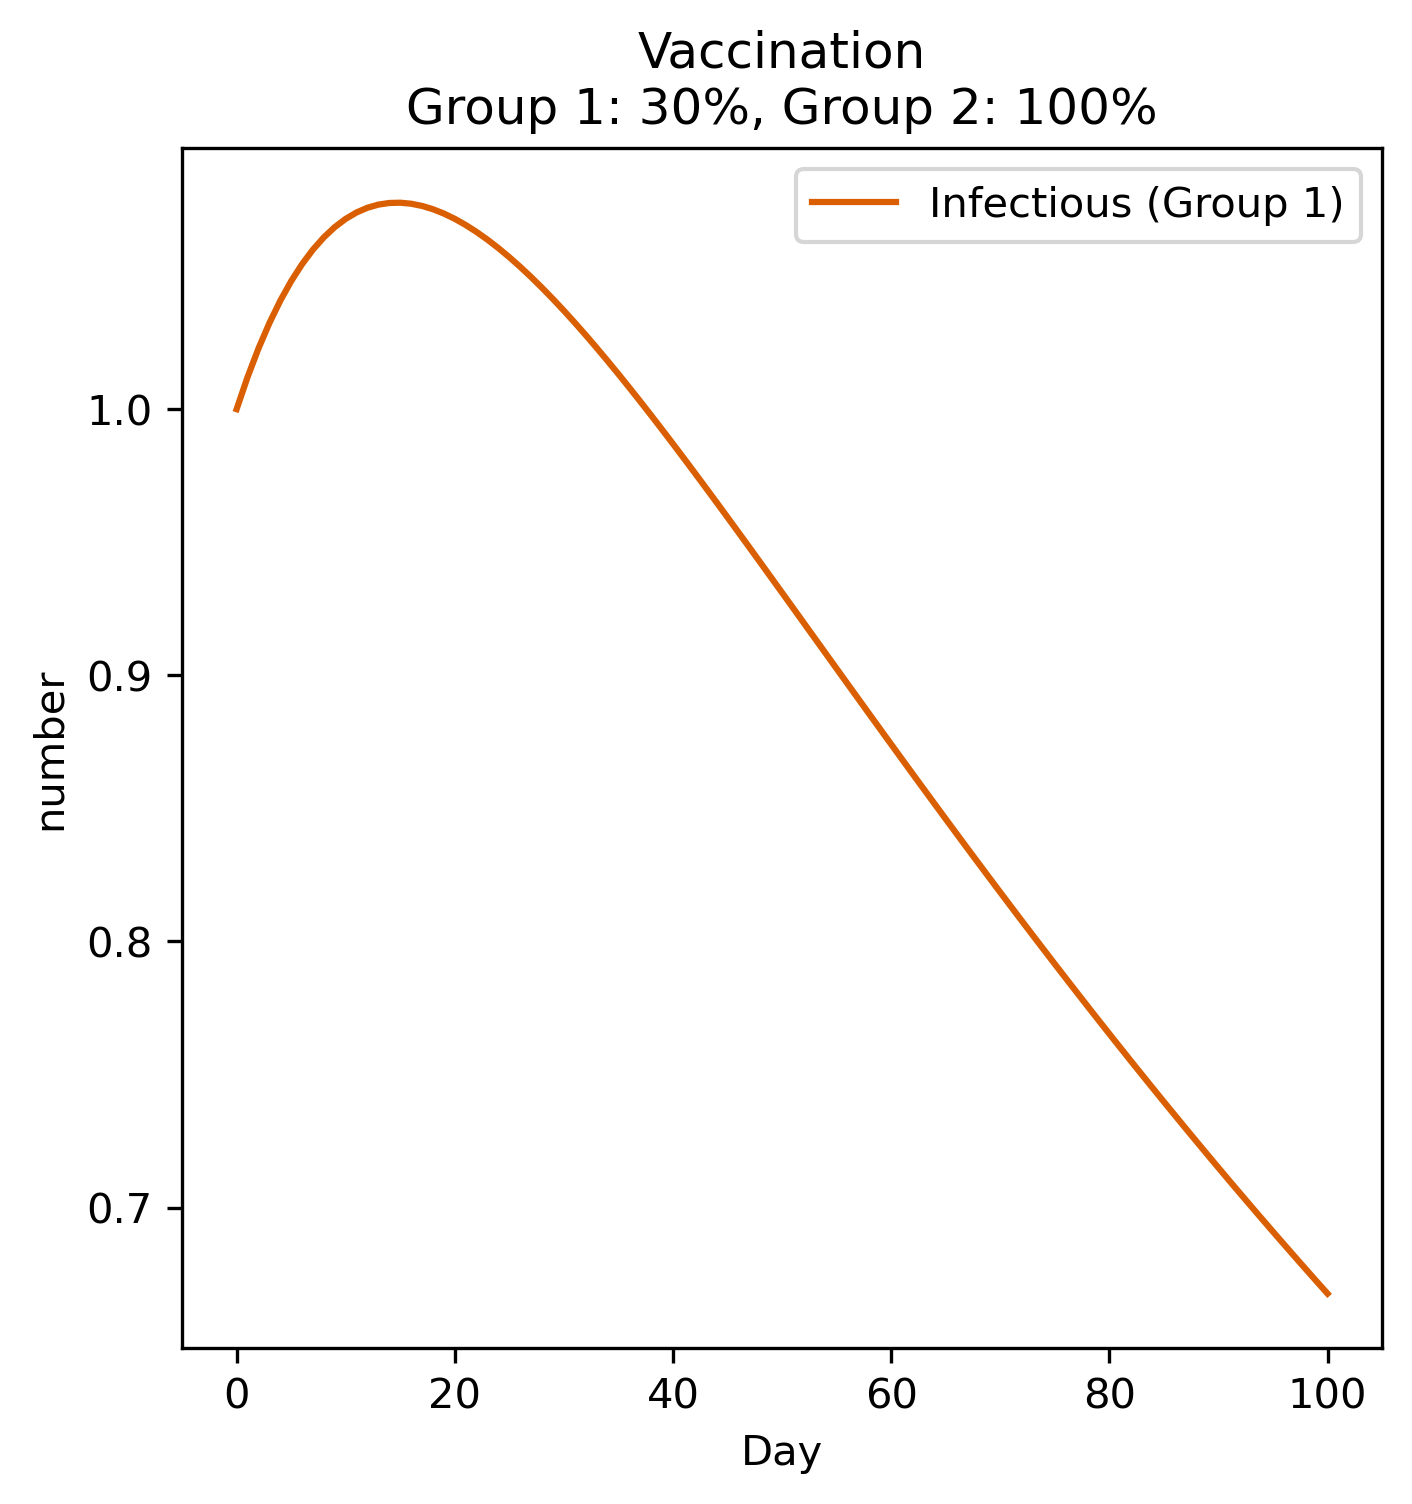 Vaccination
Group 1: 30%, Group 2: 100%
Infectious (Group 1)
1.0
0.9
0.8
0.7
number
0 20 40 60 80 100
Day